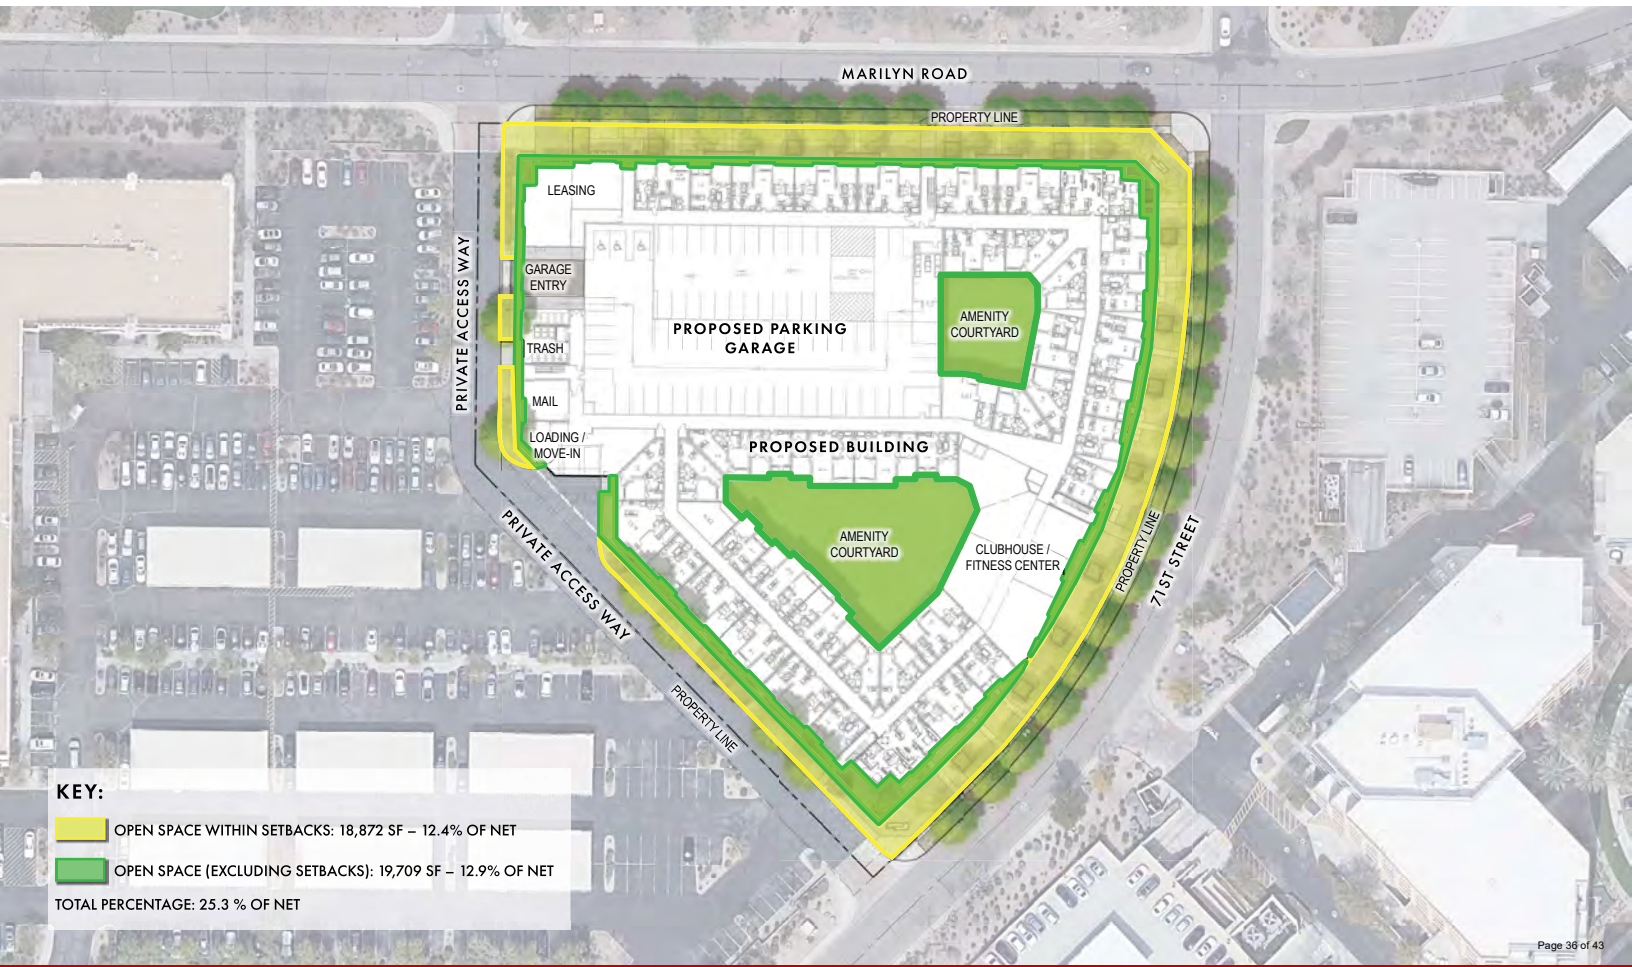 MARILYN ROAD
PROPERTY LINE
LEASING
PRIVATE ACCESS WAY
GARAGE
ENTRY
AMENITY
COURTYARD
PROPOSED PARKING
GARAGE
TRASH
MAIL
LOADING /
MOVE-IN
PROPOSED BUILDING
PRIVATE ACCESS WAY
AMENITY
COURTYARD
CLUBHOUSE /
FITNESS CENTER
PROPERTY LINE
71ST STREET
PROPERTY LINE
KEY:
OPEN SPACE WITHIN SETBACKS: 18,872 SF – 12.4% OF NET
OPEN SPACE (EXCLUDING SETBACKS): 19,709 SF – 12.9% OF NET
TOTAL PERCENTAGE: 25.3 % OF NET
Page 36 of 43